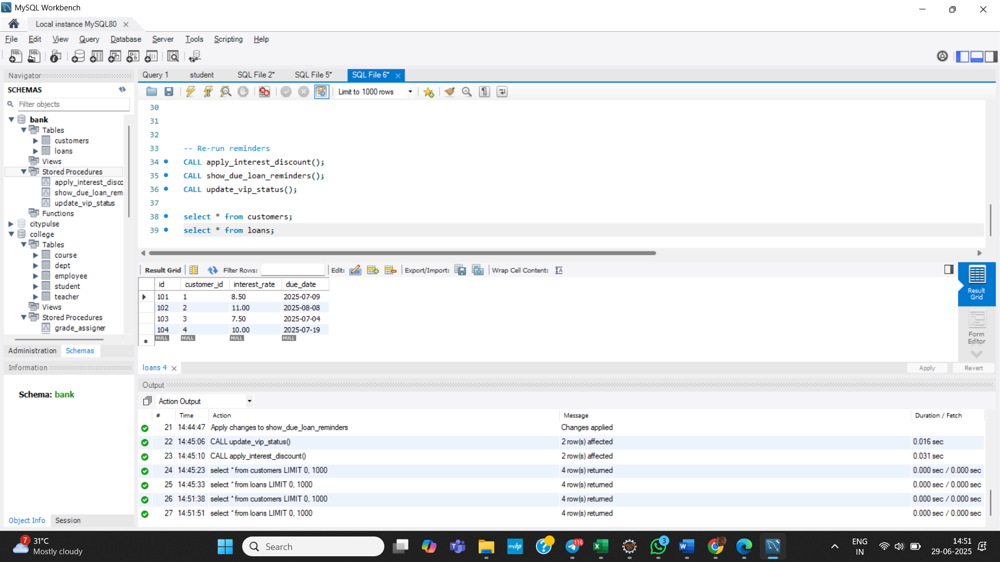 MySQL Workbench
Local instance MySQL80
File Edit View Query Database Server Tools Scripting Help
Navigator
SCHEMAS
Filter objects
bank
Tables
customers
loans
Views
Stored Procedures
apply_interest_disco
show_due_loan_rem
update_vip_status
Functions
citypulse
college
Tables
course
dept
employee
student
teacher
Views
Stored Procedures
grade_assigner
Administration Schemas
Information
Schema: bank
Object Info Session
Query 1 student SQL File 2* SQL File 5* SQL File 6*
Limit to 1000 rows
30
31
32
33 -- Re-run reminders
34 CALL apply_interest_discount();
35 CALL show_due_loan_reminders();
36 CALL update_vip_status();
37
38 select * from customers;
39 select * from loans;
Result Grid Filter Rows: Edit: Export/Import: Wrap Cell Content:
id customer_id interest_rate due_date
101 1 8.50 2025-07-09
102 2 11.00 2025-08-08
103 3 7.50 2025-07-04
104 4 10.00 2025-07-19
NULL NULL NULL NULL
Result
Grid
Form
Editor
loans 4
Apply Revert
Output
Action Output
# Time Action Message Duration / Fetch
21 14:44:47 Apply changes to show_due_loan_reminders Changes applied
22 14:45:06 CALL update_vip_status() 2 row(s) affected 0.016 sec
23 14:45:10 CALL apply_interest_discount() 2 row(s) affected 0.031 sec
24 14:45:23 select * from customers LIMIT 0, 1000 4 row(s) returned 0.000 sec / 0.000 sec
25 14:45:33 select * from loans LIMIT 0, 1000 4 row(s) returned 0.000 sec / 0.000 sec
26 14:51:38 select * from customers LIMIT 0, 1000 4 row(s) returned 0.000 sec / 0.000 sec
27 14:51:51 select * from loans LIMIT 0, 1000 4 row(s) returned 0.000 sec / 0.000 sec
7
31°C
Mostly cloudy
Search
myhp
116
3
ENG
IN
14:51
29-06-2025